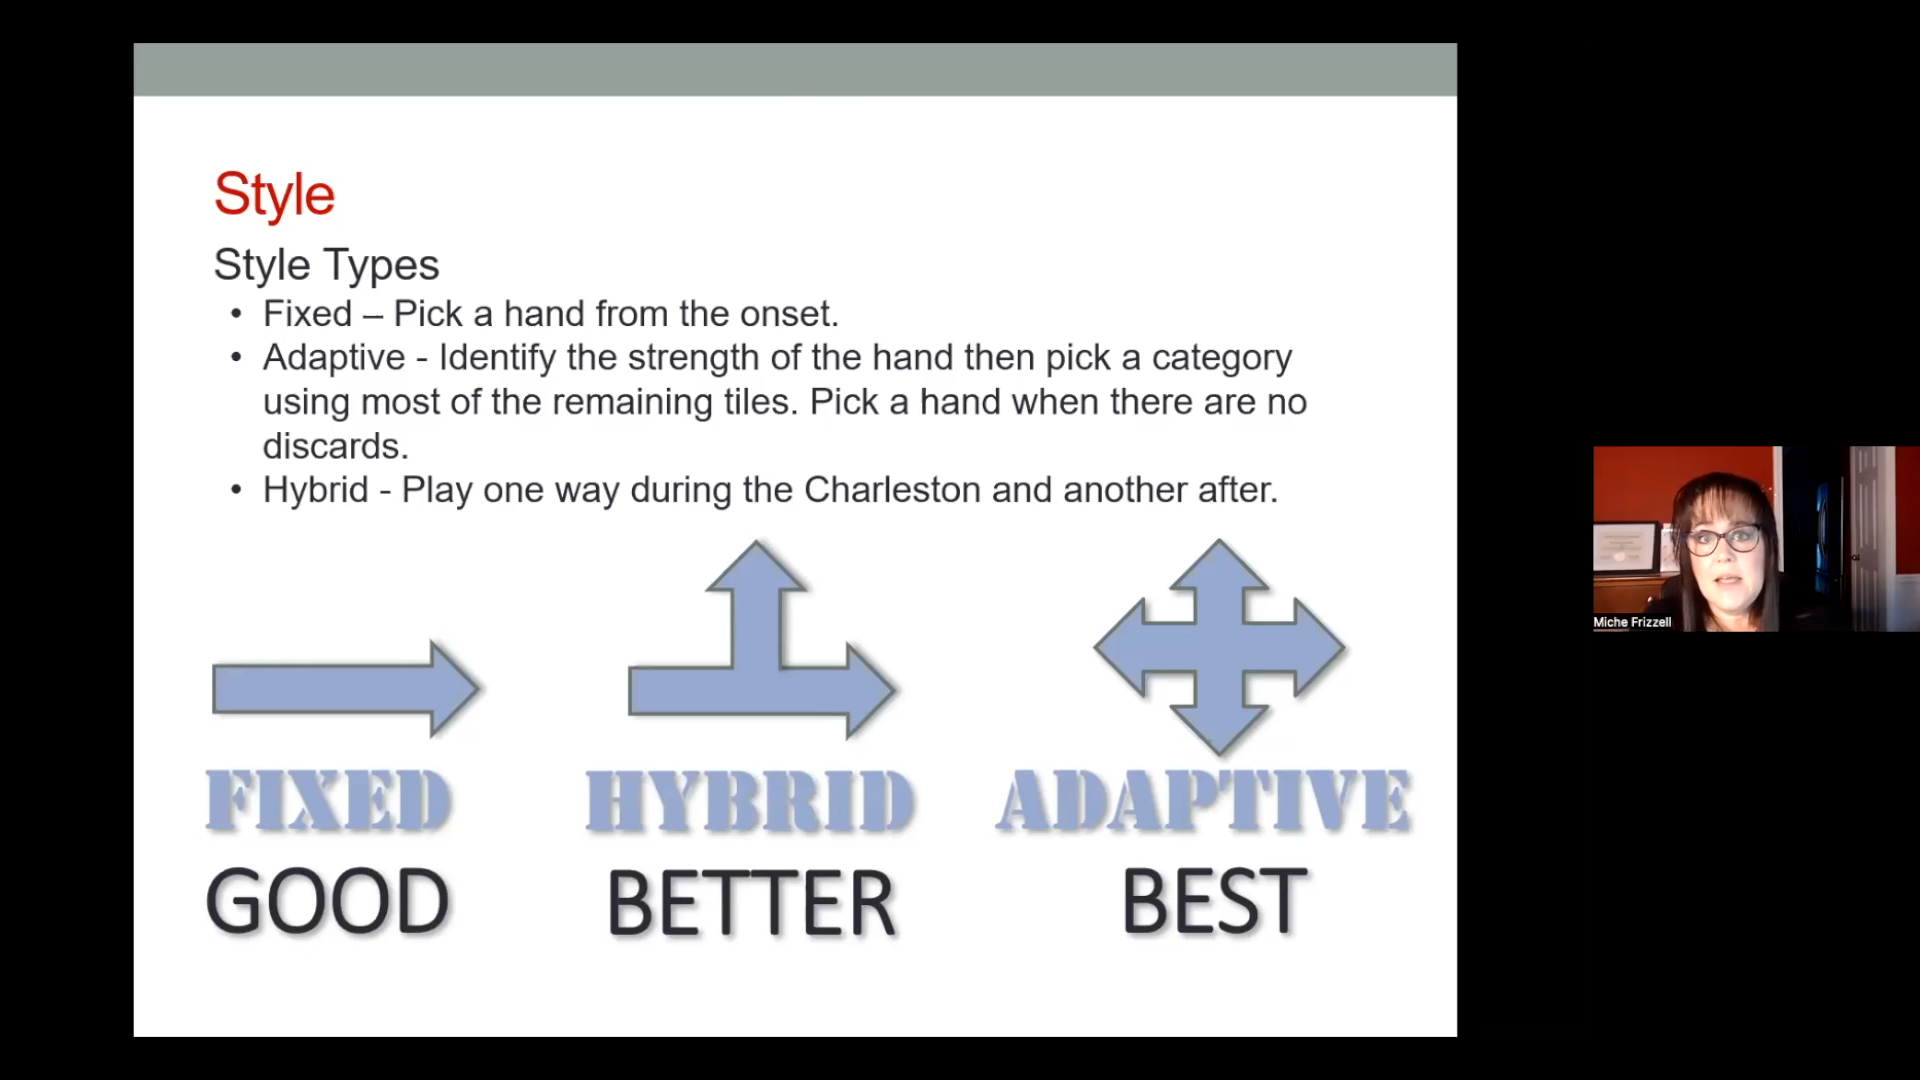 Style
Style Types
• Fixed – Pick a hand from the onset.
• Adaptive - Identify the strength of the hand then pick a category
using most of the remaining tiles. Pick a hand when there are no
discards.
• Hybrid - Play one way during the Charleston and another after.
FIXED HYBRID ADAPTIVE
GOOD BETTER BEST
Miche Frizzell